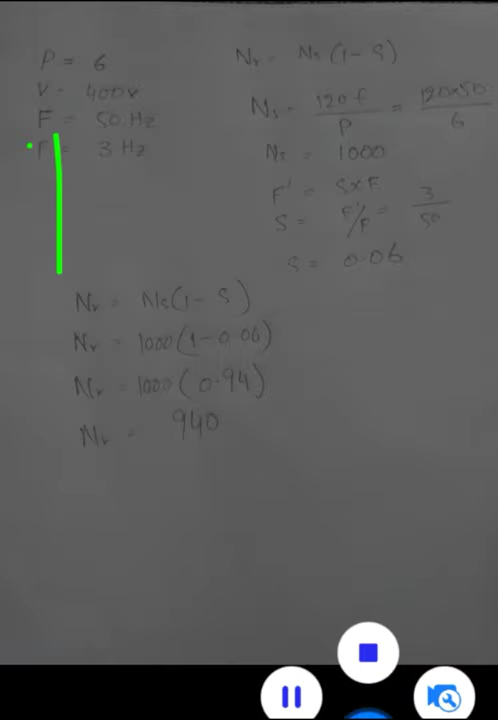 P = 6
V = 400v
F = 50 Hz
F' = 3 Hz
Nr = Ns (1 - S)
Ns = 120 f / P = 120x50 / 6
Ns = 1000
F' = S x F
S = F'/F = 3/50
S = 0.06
Nr = Ns(1 - S)
Nr = 1000(1-0.06)
Nr = 1000(0.94)
Nr = 940